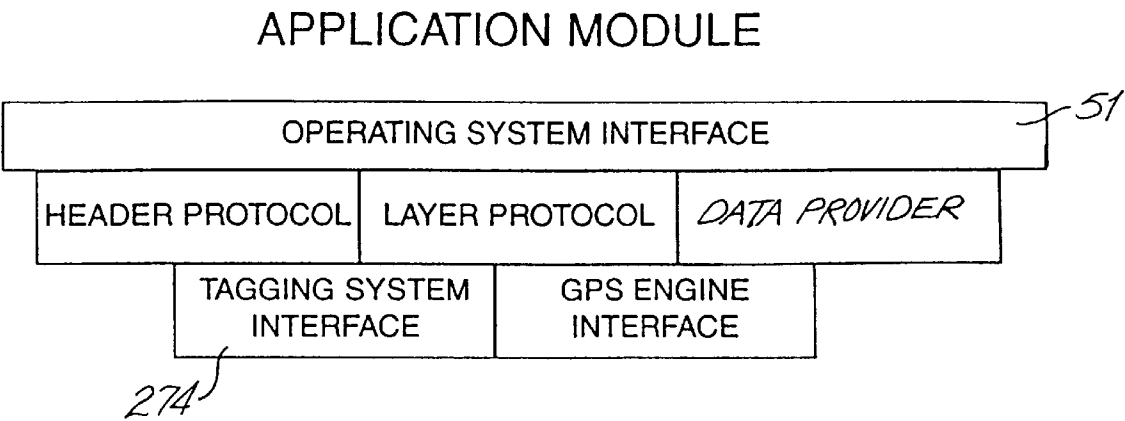 APPLICATION MODULE
OPERATING SYSTEM INTERFACE
51
HEADER PROTOCOL
LAYER PROTOCOL
DATA PROVIDER
TAGGING SYSTEM
INTERFACE
GPS ENGINE
INTERFACE
274